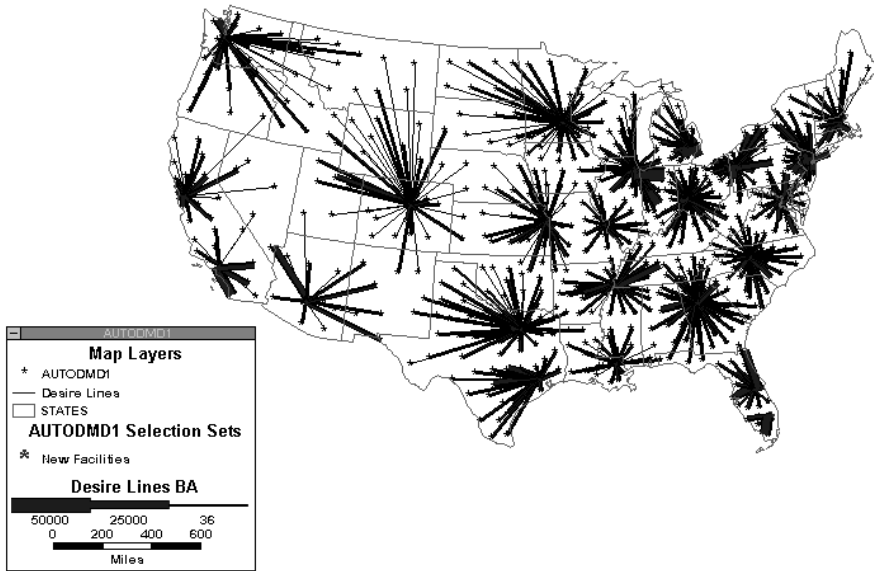 AUTODMD1
Map Layers
* AUTODMD1
Desire Lines
STATES
AUTODMD1 Selection Sets
* New Facilities
Desire Lines BA
50000 25000 36
0 200 400 600
Miles